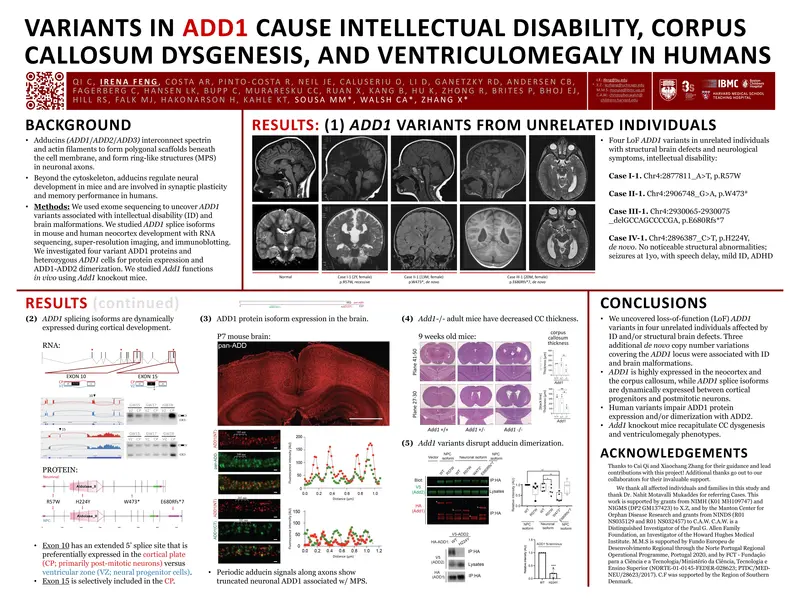 VARIANTS IN ADD1 CAUSE INTELLECTUAL DISABILITY, CORPUS
CALLOSUM DYSGENESIS, AND VENTRICULOMEGALY IN HUMANS
QI C, IRENA FENG, COSTA AR, PINTO-COSTA R, NEIL JE, CALUSERIU O, LI D, GANETZKY RD, ANDERSEN CB,
FAGERBERG C, HANSEN LK, BUPP C, MURARESKU CC, RUAN X, KANG B, HU K, ZHONG R, BRITES P, BHOJ EJ,
HILL RS, FALK MJ, HAKONARSON H, KAHLE KT, SOUSA MM*, WALSH CA*, ZHANG X*
IBMC
HARVARD MEDICAL SCHOOL
TEACHING HOSPITAL
BACKGROUND
• Adducins (ADD1/ADD2/ADD3) interconnect spectrin
and actin filaments to form polygonal scaffolds beneath
the cell membrane, and form ring-like structures (MPS)
in neuronal axons.
• Beyond the cytoskeleton, adducins regulate neural
development in mice and are involved in synaptic plasticity
and memory performance in humans.
• Methods: We used exome sequencing to uncover ADD1
variants associated with intellectual disability (ID) and
brain malformations. We studied ADD1 splice isoforms
in mouse and human neocortex development with RNA
sequencing, super-resolution imaging, and immunoblotting.
We investigated four variant ADD1 proteins and
heterozygous ADD1 cells for protein expression and
ADD1-ADD2 dimerization. We studied Add1 functions
in vivo using Add1 knockout mice.
RESULTS: (1) ADD1 VARIANTS FROM UNRELATED INDIVIDUALS
Normal
Case I-1 (2Y, female)
p.R57W, recessive
Case II-1 (13M, female)
p.W473*, de novo
Case III-1 (20W, female)
p.E680Rfs*7, de novo
• Four LoF ADD1 variants in unrelated individuals
with structural brain defects and neurological
symptoms, intellectual disability:
Case I-1. Chr4:2877811_A>T, p.R57W
Case II-1. Chr4:2906748_G>A, p.W473*
Case III-1. Chr4:2930065-2930075
_delGCCAGCCCCGA, p.E680Rfs*7
Case IV-1. Chr4:2896387_C>T, p.H224Y,
de novo. No noticeable structural abnormalities;
seizures at 1yo, with speech delay, mild ID, ADHD
RESULTS (continued)
(2) ADD1 splicing isoforms are dynamically
expressed during cortical development.
RNA:
EXON 10
EXON 15
PROTEIN:
R57W
H224Y
W473*
E680Rfs*7
• Exon 10 has an extended 5' splice site that is
preferentially expressed in the cortical plate
(CP; primarily post-mitotic neurons) versus
ventricular zone (VZ; neural progenitor cells).
• Exon 15 is selectively included in the CP.
(3) ADD1 protein isoform expression in the brain.
P7 mouse brain:
pan-ADD
Distance (μm)
Distance (μm)
• Periodic adducin signals along axons show
truncated neuronal ADD1 associated w/ MPS.
(4) Add1-/- adult mice have decreased CC thickness.
9 weeks old mice:
corpus
callosum
thickness
Plane 41-50
Plane 27-30
Add1 +/+
Add1 +/-
Add1 -/-
(5) Add1 variants disrupt adducin dimerization.
IP HA
Lysates
IP HA
V5-ADD2
HA-ADD1
IP HA
Lysates
IP HA
CONCLUSIONS
• We uncovered loss-of-function (LoF) ADD1
variants in four unrelated individuals affected by
ID and/or structural brain defects. Three
additional de novo copy number variations
covering the ADD1 locus were associated with ID
and brain malformations.
• ADD1 is highly expressed in the neocortex and
the corpus callosum, while ADD1 splice isoforms
are dynamically expressed between cortical
progenitors and postmitotic neurons.
• Human variants impair ADD1 protein
expression and/or dimerization with ADD2.
• Add1 knockout mice recapitulate CC dysgenesis
and ventriculomegaly phenotypes.
ACKNOWLEDGEMENTS
Thanks to Cai Qi and Xiaochang Zhang for their guidance and lead
contributions with this project! Additional thanks go out to our
collaborators for their invaluable support.
We thank all affected individuals and families in this study and
thank Dr. Nahit Motavalli Mukaddes for referring Cases. This work
is supported by grants from NIMH (R01 MH109747) and
NIGMS (DP2 GM137423) to X.Z, and by the Manton Center for
Orphan Disease Research and grants from NINDS (R01
NS035129 and R01 NS032457) to C.A.W. C.A.W. is a
Distinguished Investigator of the Paul G. Allen Family
Foundation, an Investigator of the Howard Hughes Medical
Institute. M.M.S is supported by Fundo Europeu de
Desenvolvimento Regional through the Norte Portugal Regional
Operational Programme, Portugal 2020, and by FCT - Fundação
para a Ciência e a Tecnologia/Ministério da Ciência, Tecnologia e
Ensino Superior (NORTE-01-0145-FEDER-028623; PTDC/MED-
NEU/28623/2017). C.F was supported by the Region of Southern
Denmark.